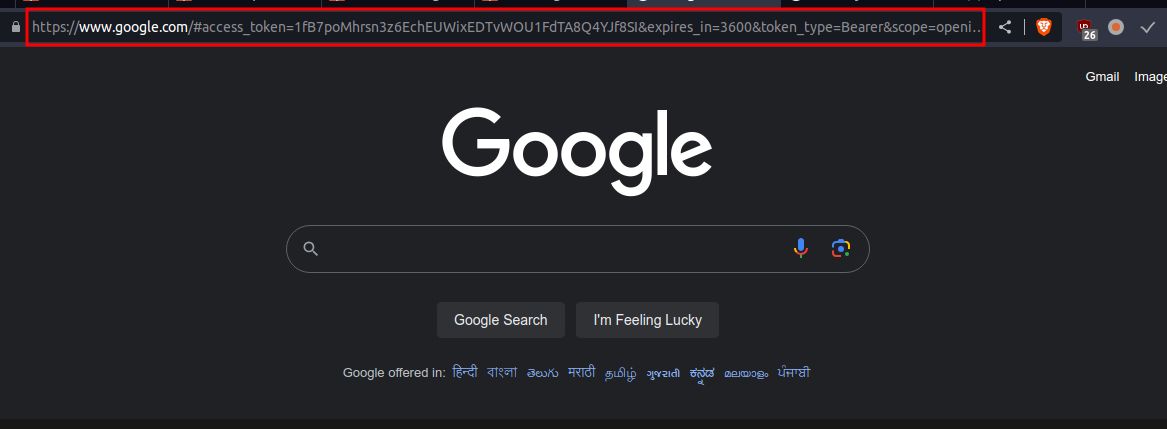 https://www.google.com/#access_token=1fB7poMhrsn3z6EchEUWixEDTvWOU1FdTA8Q4YJf8SI&expires_in=3600&token_type=Bearer&scope=openi...
26
Gmail Image
Google
Google Search I'm Feeling Lucky
Google offered in: हिन्दी বাংলা తెలుగు मराठी தமிழ் ગુજરાતી ಕನ್ನಡ മലയാളം ਪੰਜਾਬੀ